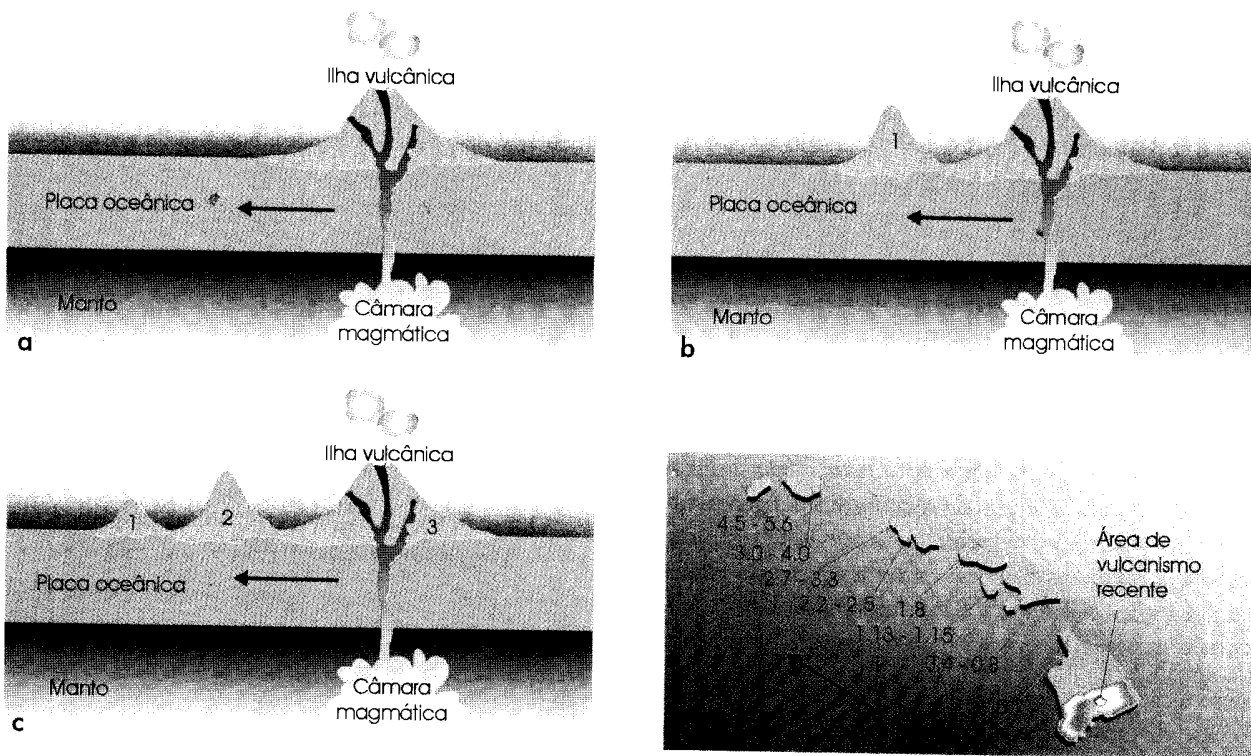 Ilha vulcânica
Placa oceânica
Manto
Câmara
magmática
a
Ilha vulcânica
1
Placa oceânica
Manto
Câmara
magmática
b
Ilha vulcânica
1
2
3
Placa oceânica
Manto
Câmara
magmática
c
4.5 - 5.6
3.0 - 4.0
2.7 - 3.3
2.2 - 2.5
1.8
1.13 - 1.15
Área de
vulcanismo
recente